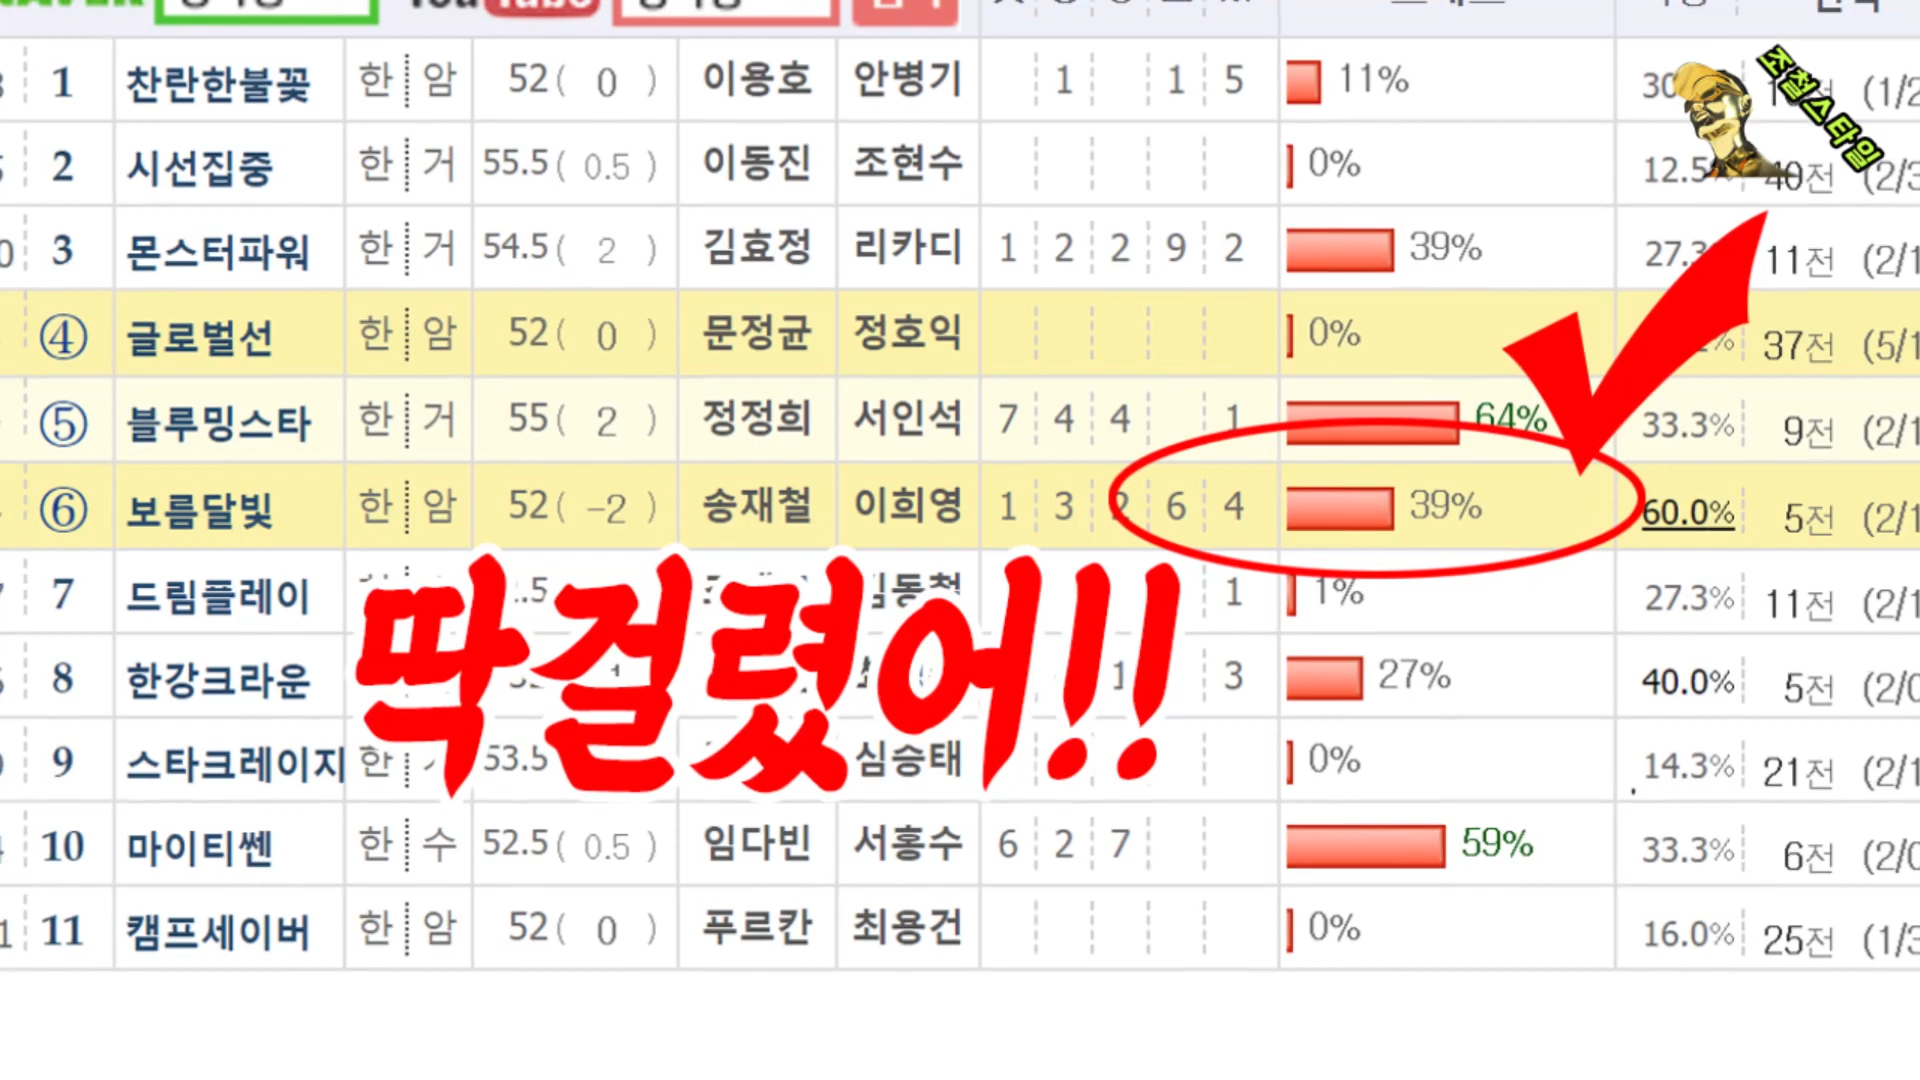 YouTube
1 찬란한불꽃 한 암 52( 0 ) 이용호 안병기 1 1 5 11%
조철스타일
2 시선집중 한 거 55.5( 0.5 ) 이동진 조현수 0% 12.5 40전 (2/3
3 몬스터파워 한 거 54.5( 2 ) 김효정 리카디 1 2 2 9 2 39% 27.3 11전 (2/1
④ 글로벌선 한 암 52( 0 ) 문정균 정호익 0% 37전 (5/1
⑤ 블루밍스타 한 거 55( 2 ) 정정희 서인석 7 4 4 1 64% 33.3% 9전 (2/1
⑥ 보름달빛 한 암 52( -2 ) 송재철 이희영 1 3 2 6 4 39% 60.0% 5전 (2/1
7 드림플레이 1 1% 27.3% 11전 (2/1
딱걸렸어!!
8 한강크라운 1 3 27% 40.0% 5전 (2/0
9 스타크레이지 한 53.5 심승태 0% 14.3% 21전 (2/1
10 마이티쎈 한 수 52.5( 0.5 ) 임다빈 서홍수 6 2 7 59% 33.3% 6전 (2/0
11 캠프세이버 한 암 52( 0 ) 푸르칸 최용건 0% 16.0% 25전 (1/3